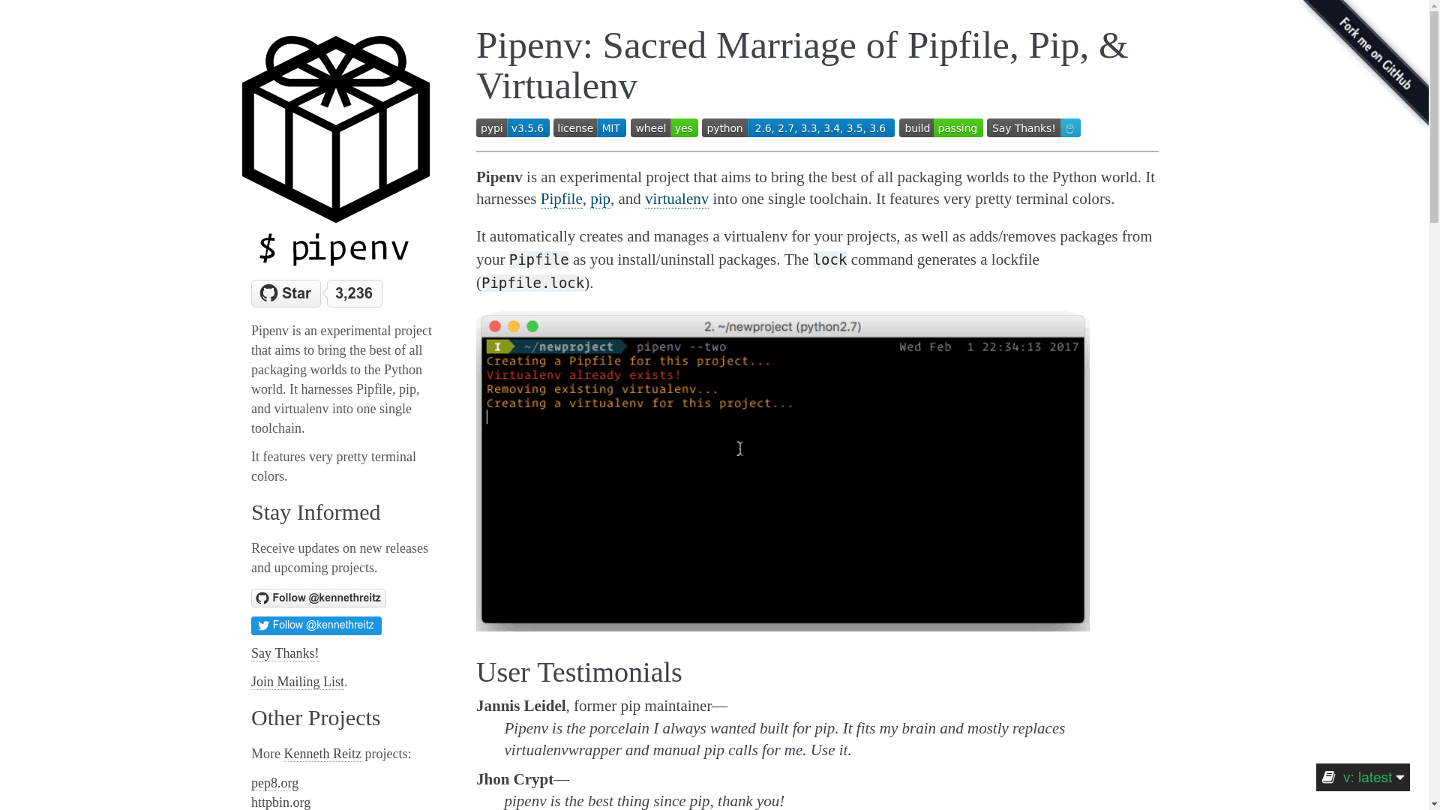 Pipenv: Sacred Marriage of Pipfile, Pip, &
Virtualenv
pypi v3.5.6 license MIT wheel yes python 2.6, 2.7, 3.3, 3.4, 3.5, 3.6 build passing Say Thanks!
Fork me on GitHub
Pipenv is an experimental project that aims to bring the best of all packaging worlds to the Python world. It
harnesses Pipfile, pip, and virtualenv into one single toolchain. It features very pretty terminal colors.
It automatically creates and manages a virtualenv for your projects, as well as adds/removes packages from
your Pipfile as you install/uninstall packages. The lock command generates a lockfile
(Pipfile.lock).
2. ~/newproject (python2.7)
I ~/newproject pipenv --two Wed Feb 1 22:34:13 2017
Creating a Pipfile for this project...
Virtualenv already exists!
Removing existing virtualenv...
Creating a virtualenv for this project...
User Testimonials
Jannis Leidel, former pip maintainer—
Pipenv is the porcelain I always wanted built for pip. It fits my brain and mostly replaces
virtualenvwrapper and manual pip calls for me. Use it.
Jhon Crypt—
pipenv is the best thing since pip, thank you!
$ pipenv
Star 3,236
Pipenv is an experimental project
that aims to bring the best of all
packaging worlds to the Python
world. It harnesses Pipfile, pip,
and virtualenv into one single
toolchain.
It features very pretty terminal
colors.
Stay Informed
Receive updates on new releases
and upcoming projects.
Follow @kennethreitz
Follow @kennethreitz
Say Thanks!
Join Mailing List.
Other Projects
More Kenneth Reitz projects:
pep8.org
httpbin.org
v: latest